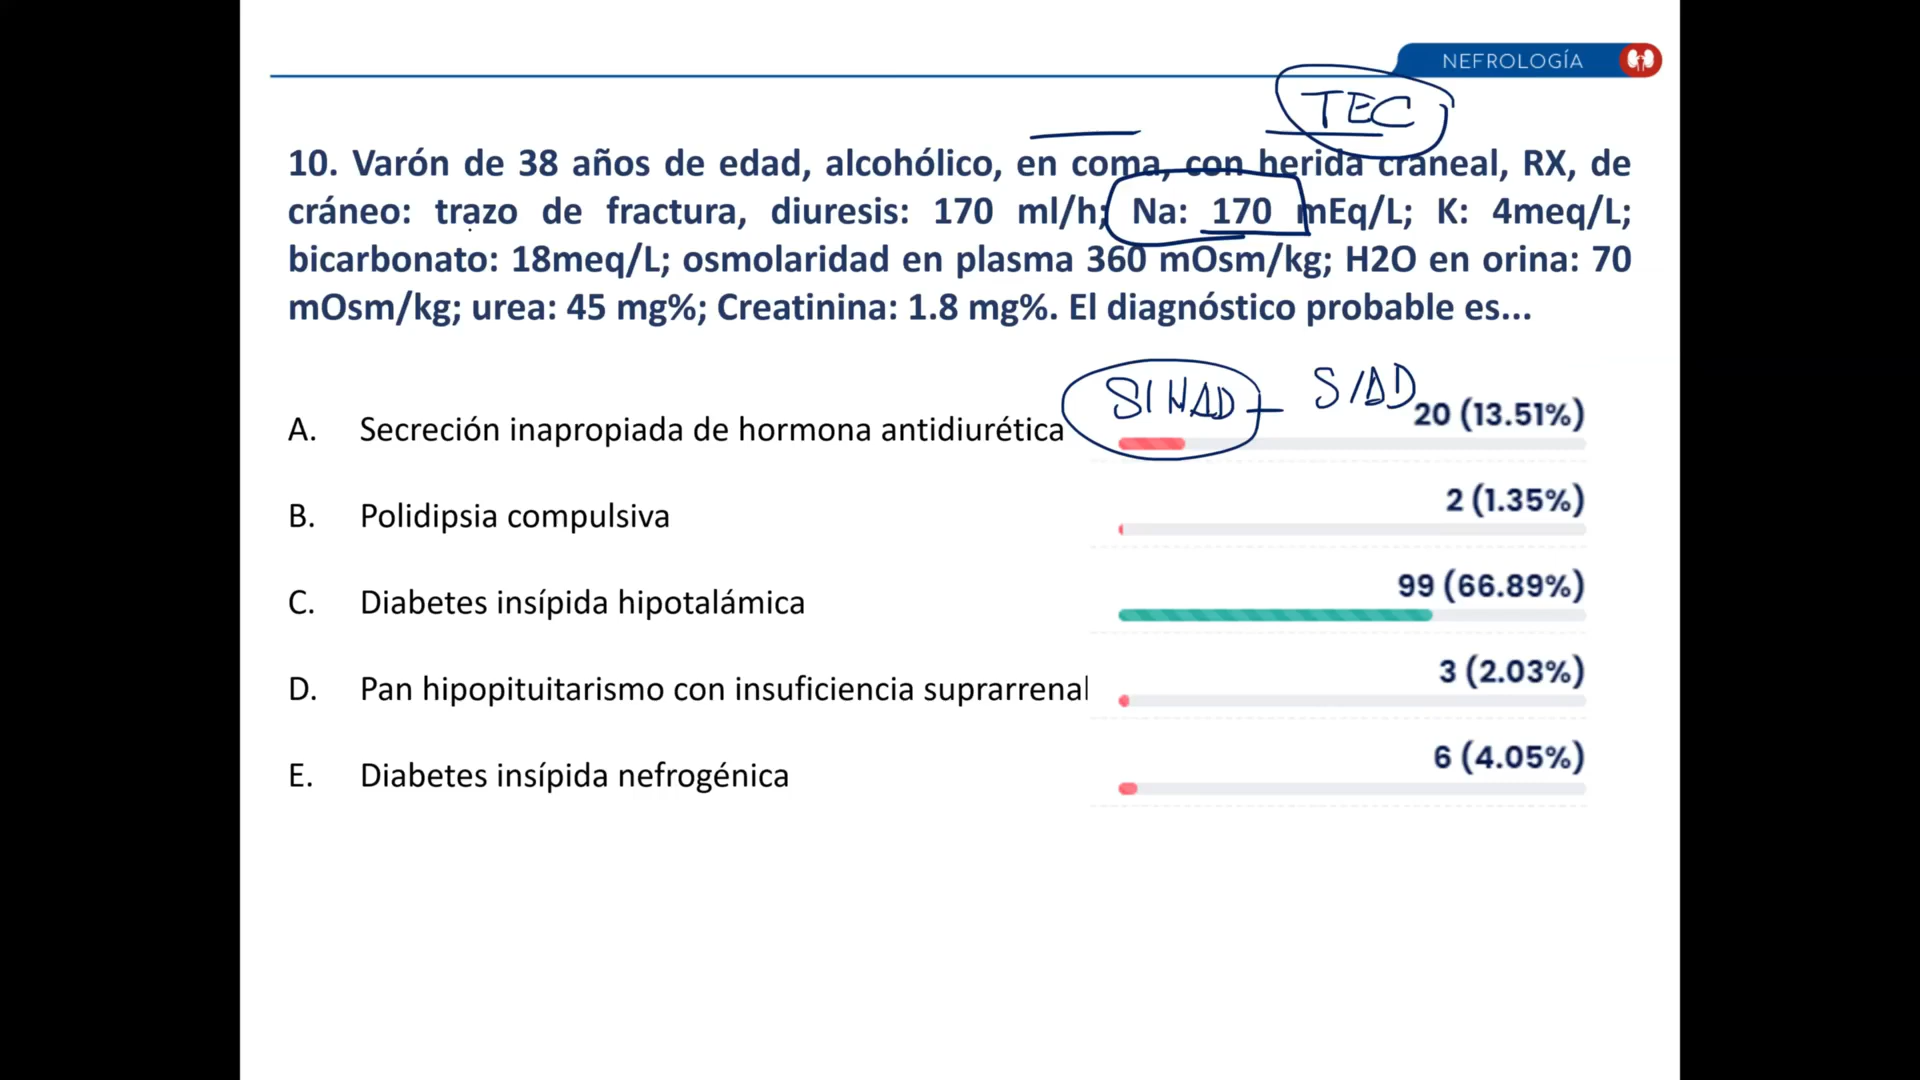 NEFROLOGÍA
TEC
10. Varón de 38 años de edad, alcohólico, en coma, con herida craneal, RX, de
cráneo: trazo de fractura, diuresis: 170 ml/h; Na: 170 mEq/L; K: 4meq/L;
bicarbonato: 18meq/L; osmolaridad en plasma 360 mOsm/kg; H2O en orina: 70
mOsm/kg; urea: 45 mg%; Creatinina: 1.8 mg%. El diagnóstico probable es...
SIHAD - SIAD
A. Secreción inapropiada de hormona antidiurética 20 (13.51%)
B. Polidipsia compulsiva 2 (1.35%)
C. Diabetes insípida hipotalámica 99 (66.89%)
D. Pan hipopituitarismo con insuficiencia suprarrenal 3 (2.03%)
E. Diabetes insípida nefrogénica 6 (4.05%)